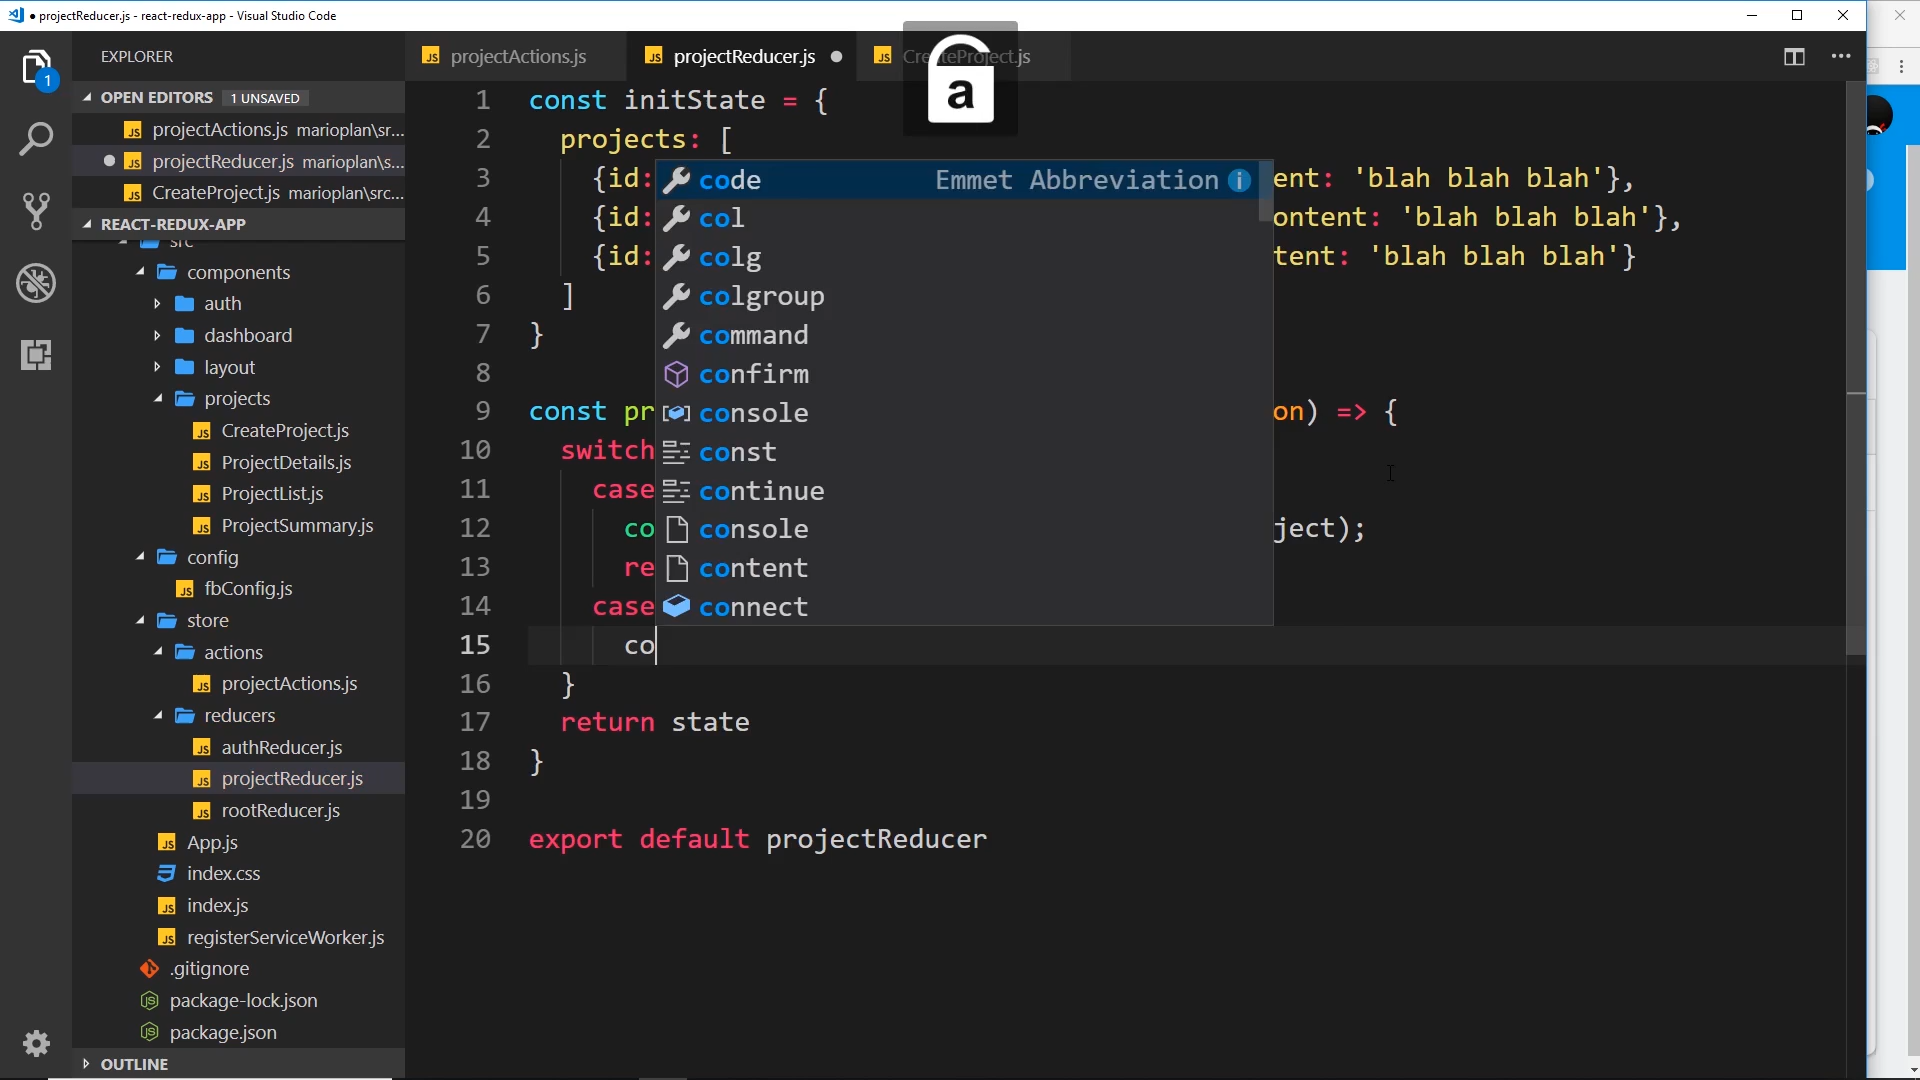 projectReducer.js - react-redux-app - Visual Studio Code
EXPLORER
OPEN EDITORS 1 UNSAVED
projectActions.js marioplan\sr...
projectReducer.js marioplan\s...
CreateProject.js marioplan\src...
REACT-REDUX-APP
src
components
auth
dashboard
layout
projects
CreateProject.js
ProjectDetails.js
ProjectList.js
ProjectSummary.js
config
fbConfig.js
store
actions
projectActions.js
reducers
authReducer.js
projectReducer.js
rootReducer.js
App.js
index.css
index.js
registerServiceWorker.js
.gitignore
package-lock.json
package.json
OUTLINE
1
projectActions.js
projectReducer.js
CreateProject.js
a
1 const initState = {
2 projects: [
3 {id: ent: 'blah blah blah'},
4 {id: ontent: 'blah blah blah'},
5 {id: tent: 'blah blah blah'}
6 ]
7 }
8
9 const pr on) => {
10 switch
11 case
12 co ject);
13 re
14 case
15 co
16 }
17 return state
18 }
19
20 export default projectReducer
code Emmet Abbreviation
col
colg
colgroup
command
confirm
console
const
continue
console
content
connect